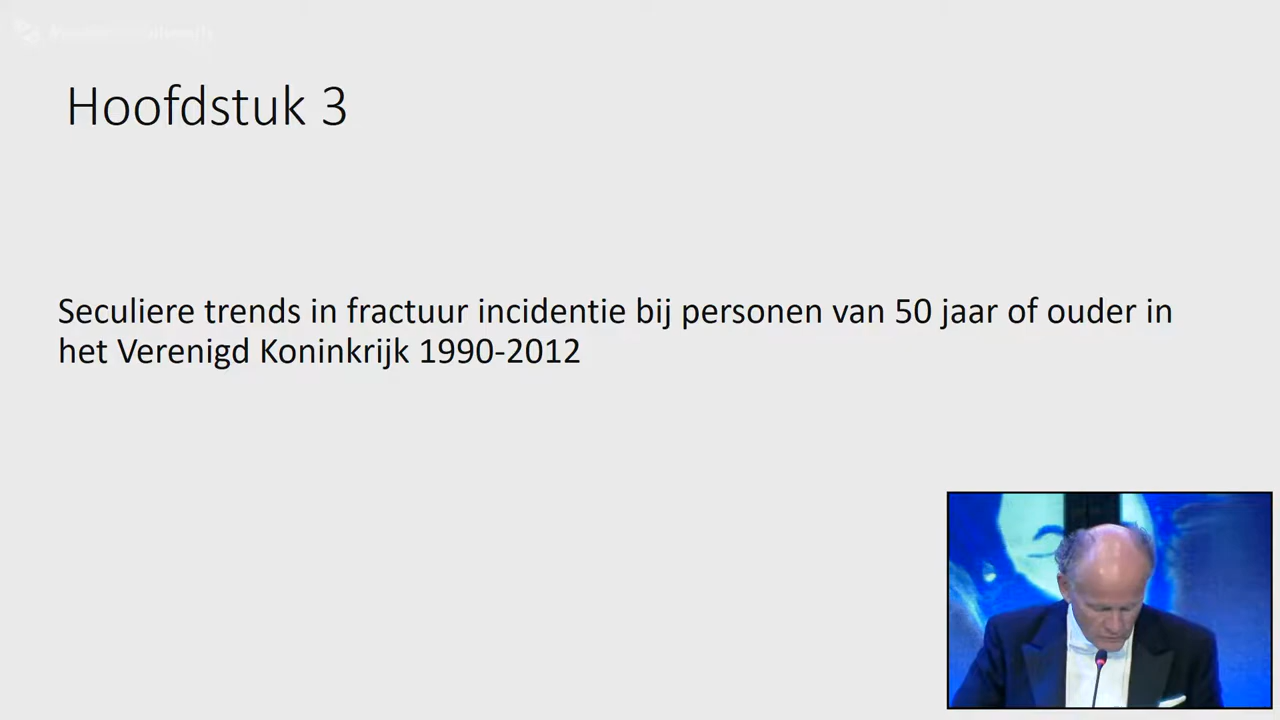 Hoofdstuk 3
Seculiere trends in fractuur incidentie bij personen van 50 jaar of ouder in
het Verenigd Koninkrijk 1990-2012